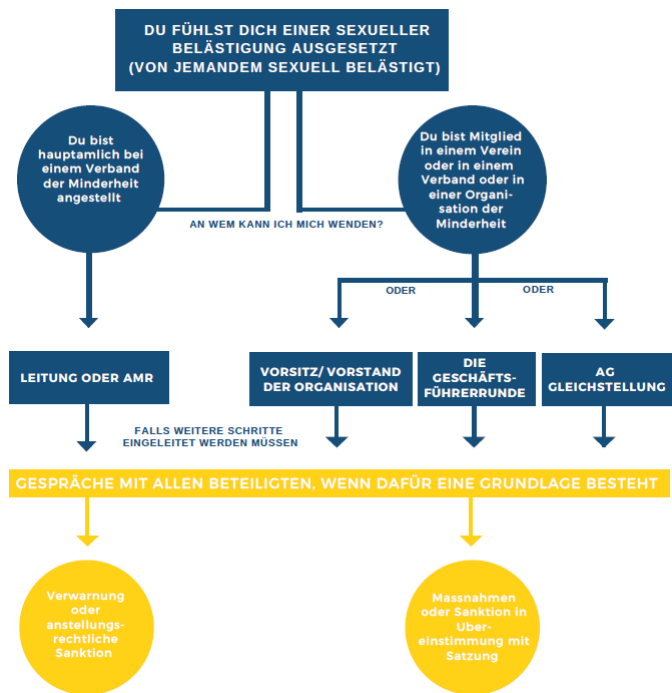 DU FÜHLST DICH EINER SEXUELLER
BELÄSTIGUNG AUSGESETZT
(VON JEMANDEM SEXUELL BELÄSTIGT)
Du bist
hauptamlich bei
einem Verband
der Minderheit
angestellt
Du bist Mitglied
in einem Verein
oder in einem
Verband oder in
einer Organi-
sation der
Minderheit
AN WEM KANN ICH MICH WENDEN?
ODER
ODER
LEITUNG ODER AMR
VORSITZ/ VORSTAND
DER ORGANISATION
DIE
GESCHÄFTS-
FÜHRERRUNDE
AG
GLEICHSTELLUNG
FALLS WEITERE SCHRITTE
EINGELEITET WERDEN MÜSSEN
GESPRÄCHE MIT ALLEN BETEILIGTEN, WENN DAFÜR EINE GRUNDLAGE BESTEHT
Verwarnung
oder
anstellungs-
rechtliche
Sanktion
Massnahmen
oder Sanktion in
Uber-
einstimmung mit
Satzung